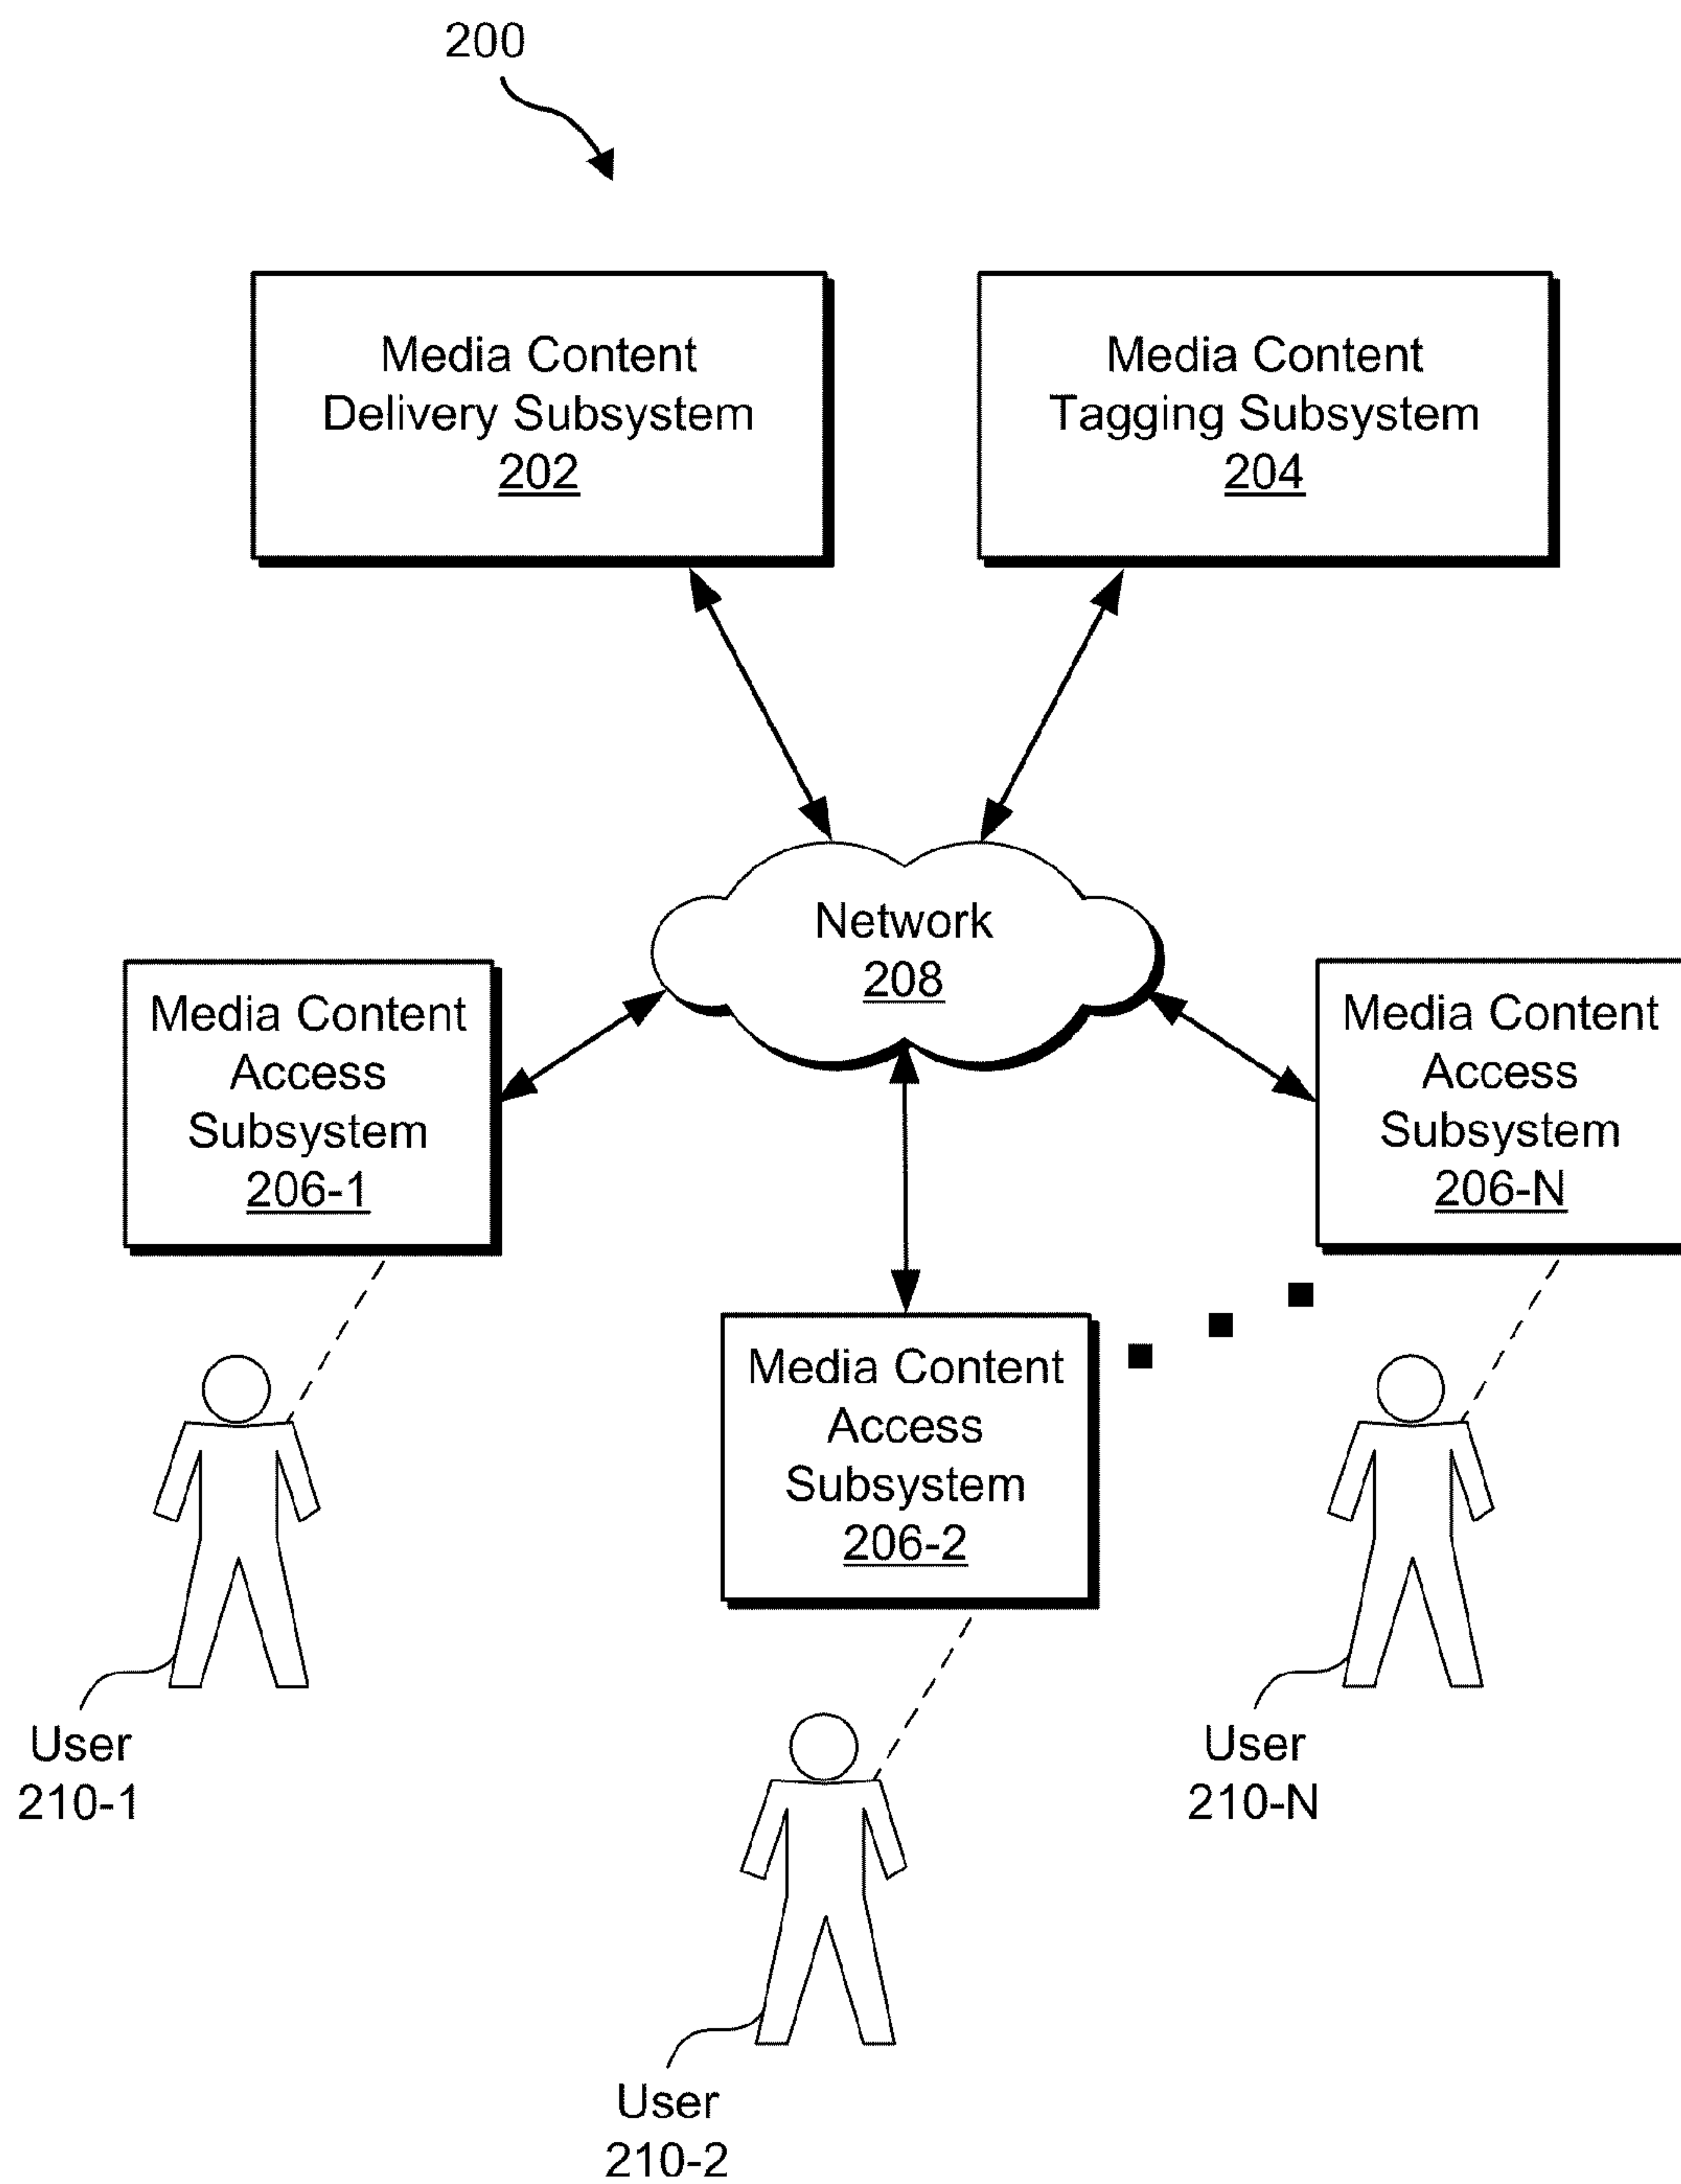 200
Media Content
Delivery Subsystem
202
Media Content
Tagging Subsystem
204
Network
208
Media Content
Access
Subsystem
206-1
Media Content
Access
Subsystem
206-N
Media Content
Access
Subsystem
206-2
User
210-1
User
210-N
User
210-2